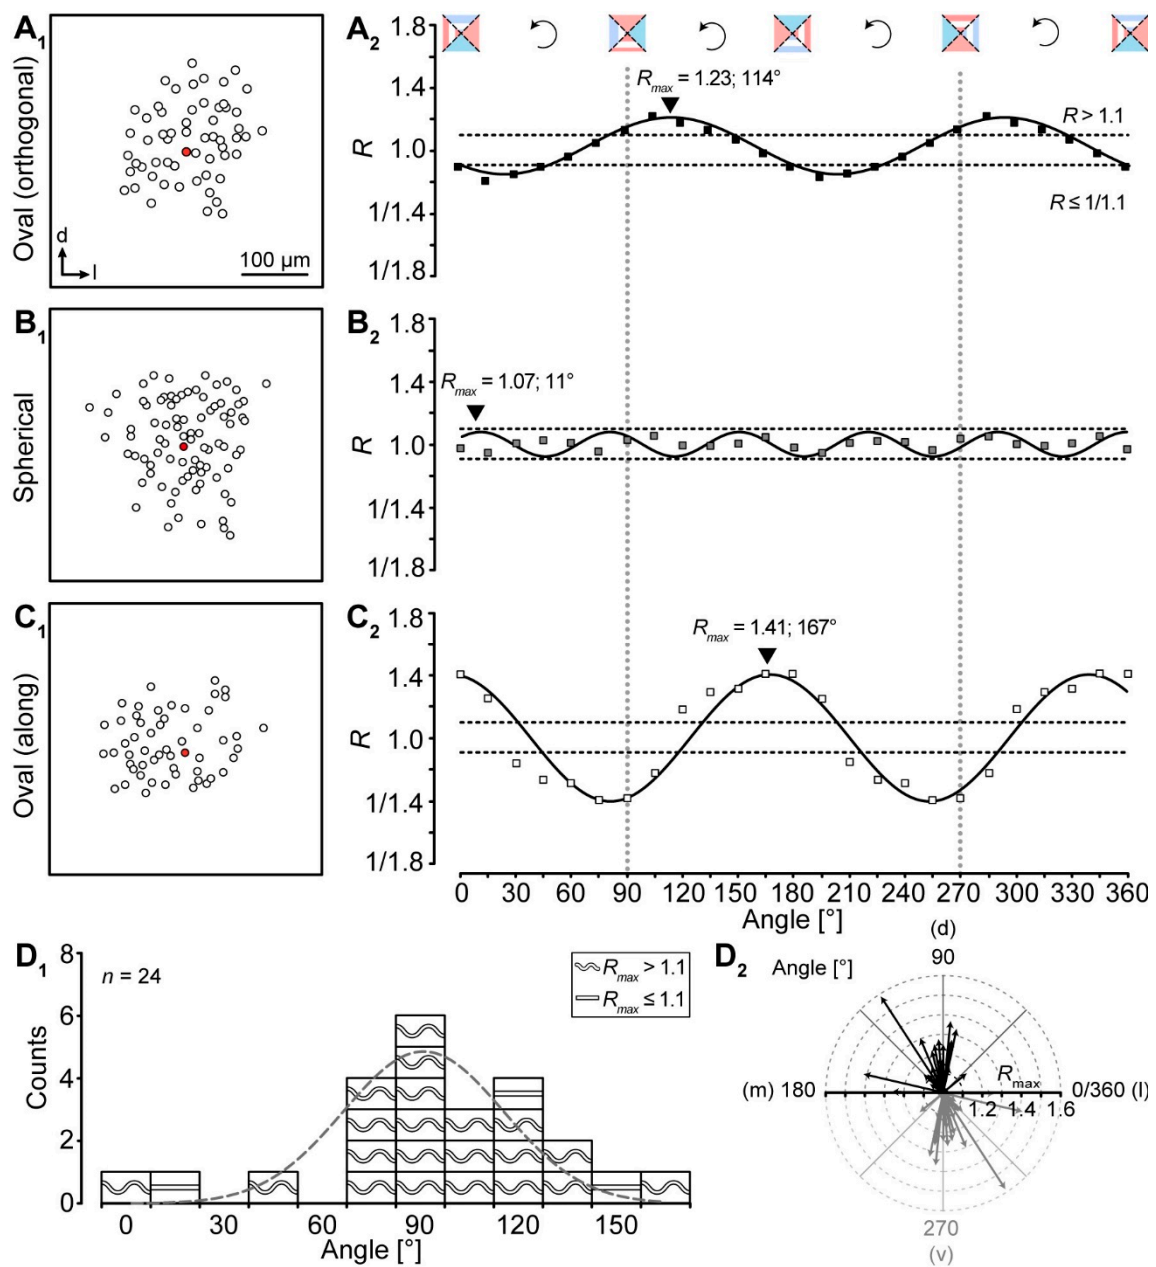 A1
Oval (orthogonal)
d
l
100 µm
A2
1.8
1.4
1.0
1/1.4
1/1.8
R
Rmax = 1.23; 114°
R > 1.1
R ≤ 1/1.1
B1
Spherical
B2
1.8
1.4
1.0
1/1.4
1/1.8
R
Rmax = 1.07; 11°
C1
Oval (along)
C2
1.8
1.4
1.0
1/1.4
1/1.8
R
Rmax = 1.41; 167°
0 30 60 90 120 150 180 210 240 270 300 330 360
Angle [°]
D1
n = 24
Rmax > 1.1
Rmax ≤ 1.1
8
6
4
2
0
Counts
0 30 60 90 120 150
Angle [°]
D2
Angle [°]
(d)
90
(m) 180
Rmax
0/360 (l)
1.2 1.4 1.6
270
(v)